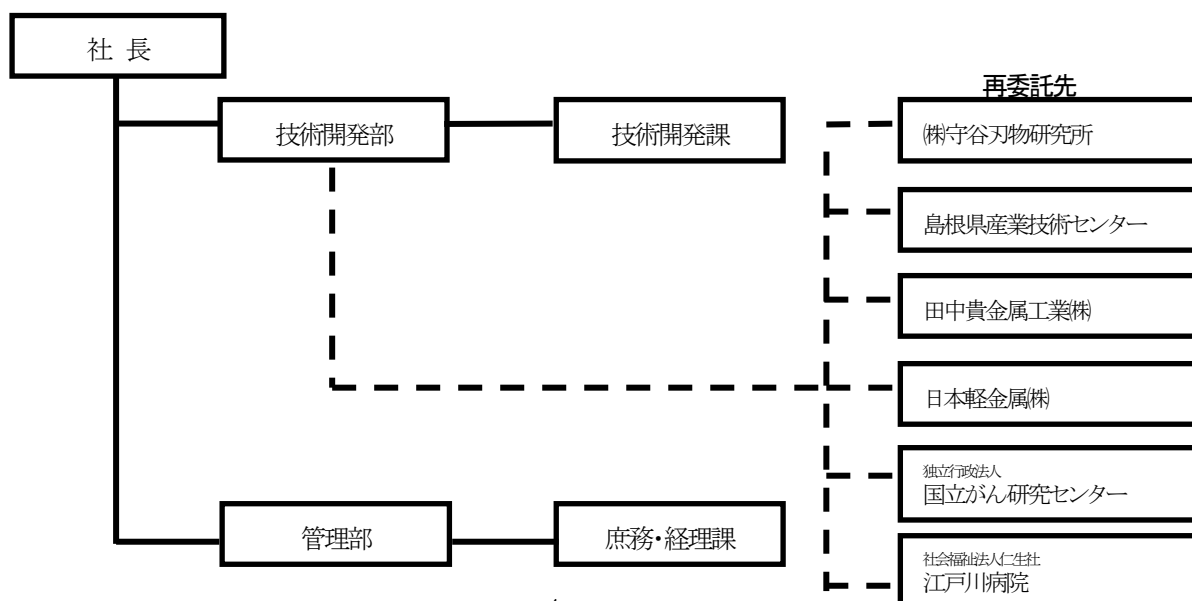 社 長
再委託先
技術開発部
技術開発課
㈱守谷刃物研究所
島根県産業技術センター
田中貴金属工業㈱
日本軽金属㈱
独立行政法人
国立がん研究センター
管理部
庶務・経理課
社会福祉法人仁生社
江戸川病院